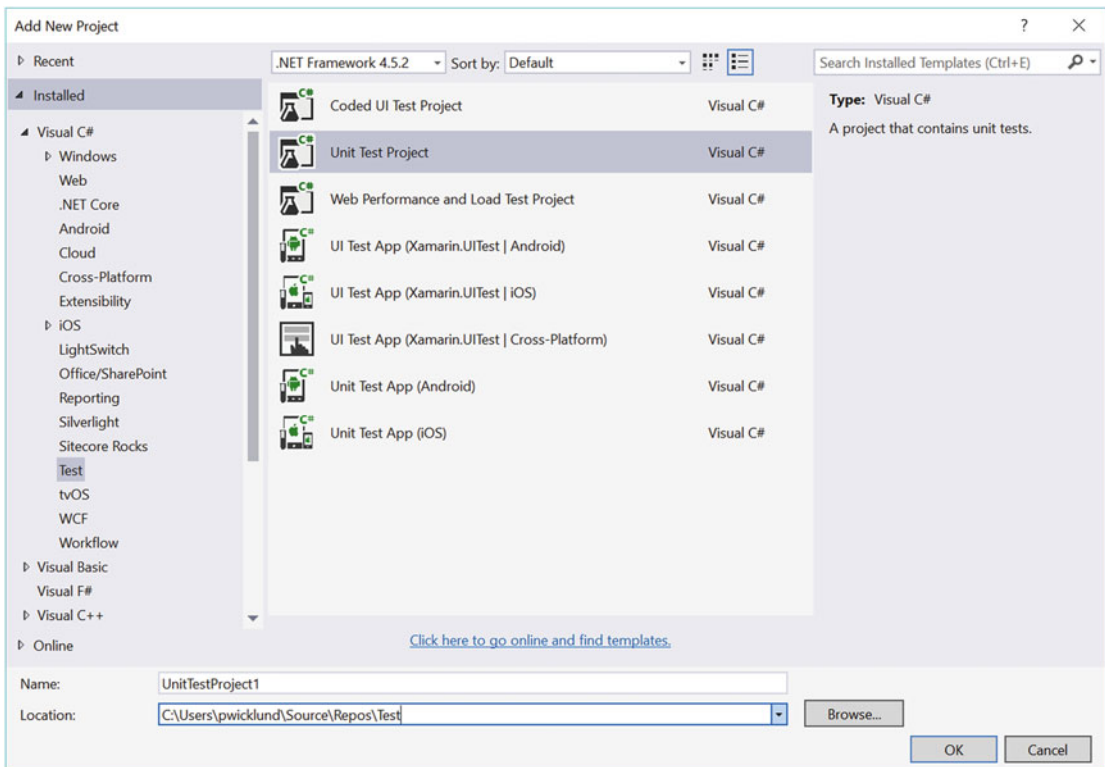 Add New Project
?
Recent
Installed
Visual C#
Windows
Web
.NET Core
Android
Cloud
Cross-Platform
Extensibility
iOS
LightSwitch
Office/SharePoint
Reporting
Silverlight
Sitecore Rocks
Test
tvOS
WCF
Workflow
Visual Basic
Visual F#
Visual C++
Online
.NET Framework 4.5.2
Sort by: Default
C# Coded UI Test Project Visual C#
C# Unit Test Project Visual C#
C# Web Performance and Load Test Project Visual C#
C# UI Test App (Xamarin.UITest | Android) Visual C#
C# UI Test App (Xamarin.UITest | iOS) Visual C#
UI Test App (Xamarin.UITest | Cross-Platform) Visual C#
C# Unit Test App (Android) Visual C#
C# Unit Test App (iOS) Visual C#
Click here to go online and find templates.
Search Installed Templates (Ctrl+E)
Type: Visual C#
A project that contains unit tests.
Name: UnitTestProject1
Location: C:\Users\pwicklund\Source\Repos\Test
Browse...
OK Cancel